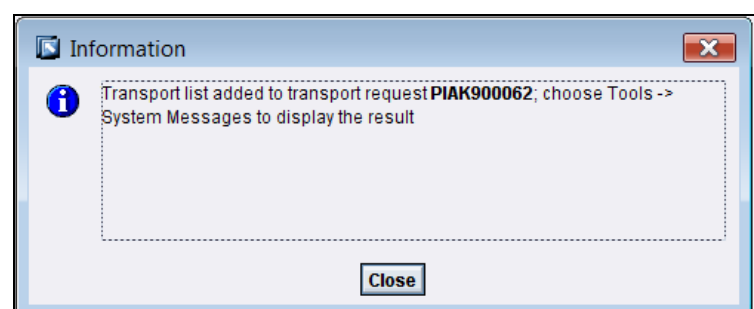 Information
Transport list added to transport request PIAK900062; choose Tools ->
System Messages to display the result
Close